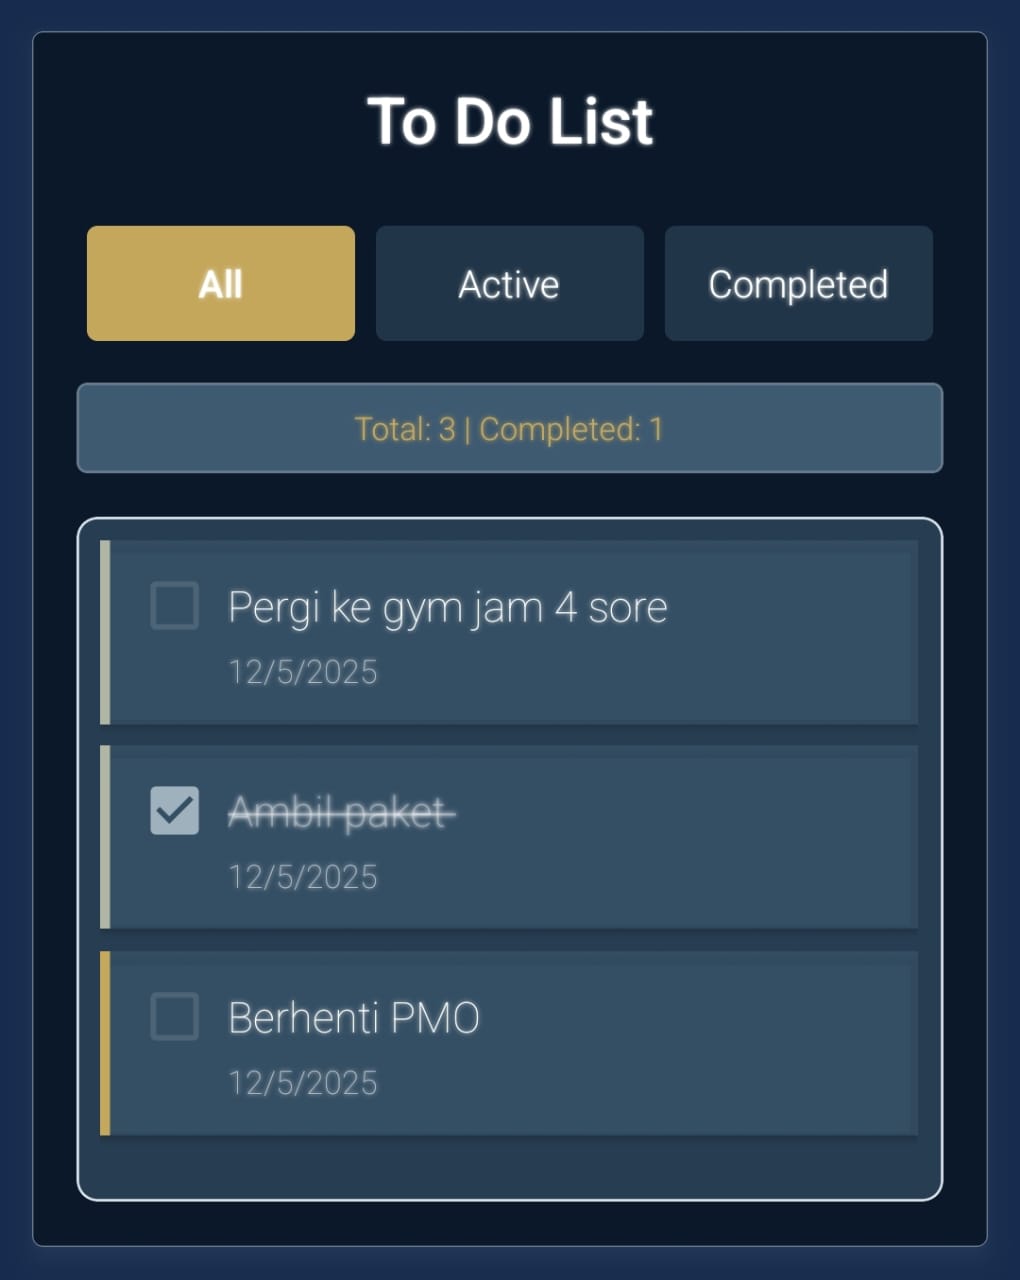 To Do List
All
Active
Completed
Total: 3 | Completed: 1
Pergi ke gym jam 4 sore
12/5/2025
Ambil paket
12/5/2025
Berhenti PMO
12/5/2025